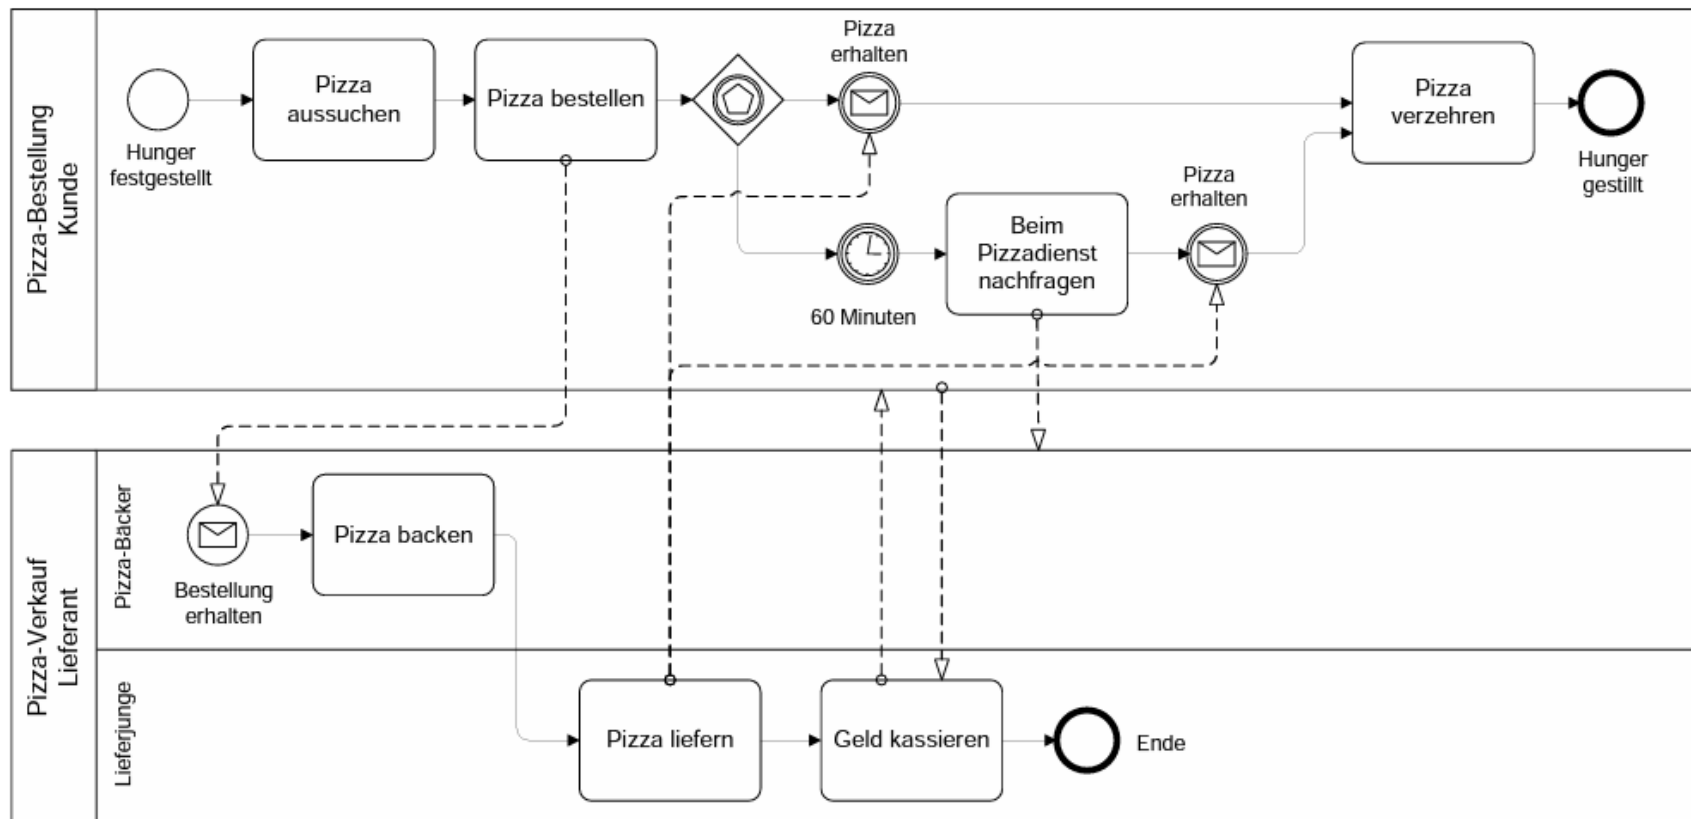 Pizza-Bestellung
Kunde
Hunger
festgestellt
Pizza
aussuchen
Pizza bestellen
Pizza
erhalten
60 Minuten
Beim
Pizzadienst
nachfragen
Pizza
erhalten
Pizza
verzehren
Hunger
gestillt
Pizza-Verkauf
Lieferant
Pizza-Bäcker
Bestellung
erhalten
Pizza backen
Lieferjunge
Pizza liefern
Geld kassieren
Ende